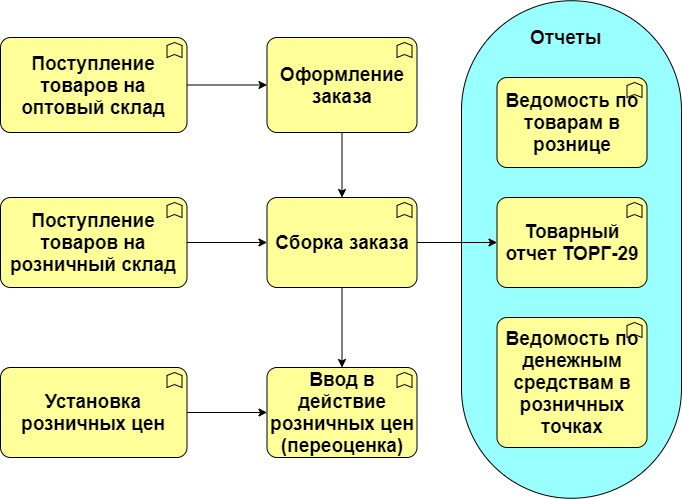 Поступление
товаров на
оптовый склад
Оформление
заказа
Отчеты
Ведомость по
товарам в
рознице
Поступление
товаров на
розничный склад
Сборка заказа
Товарный
отчет ТОРГ-29
Установка
розничных цен
Ввод в
действие
розничных цен
(переоценка)
Ведомость по
денежным
средствам в
розничных
точках